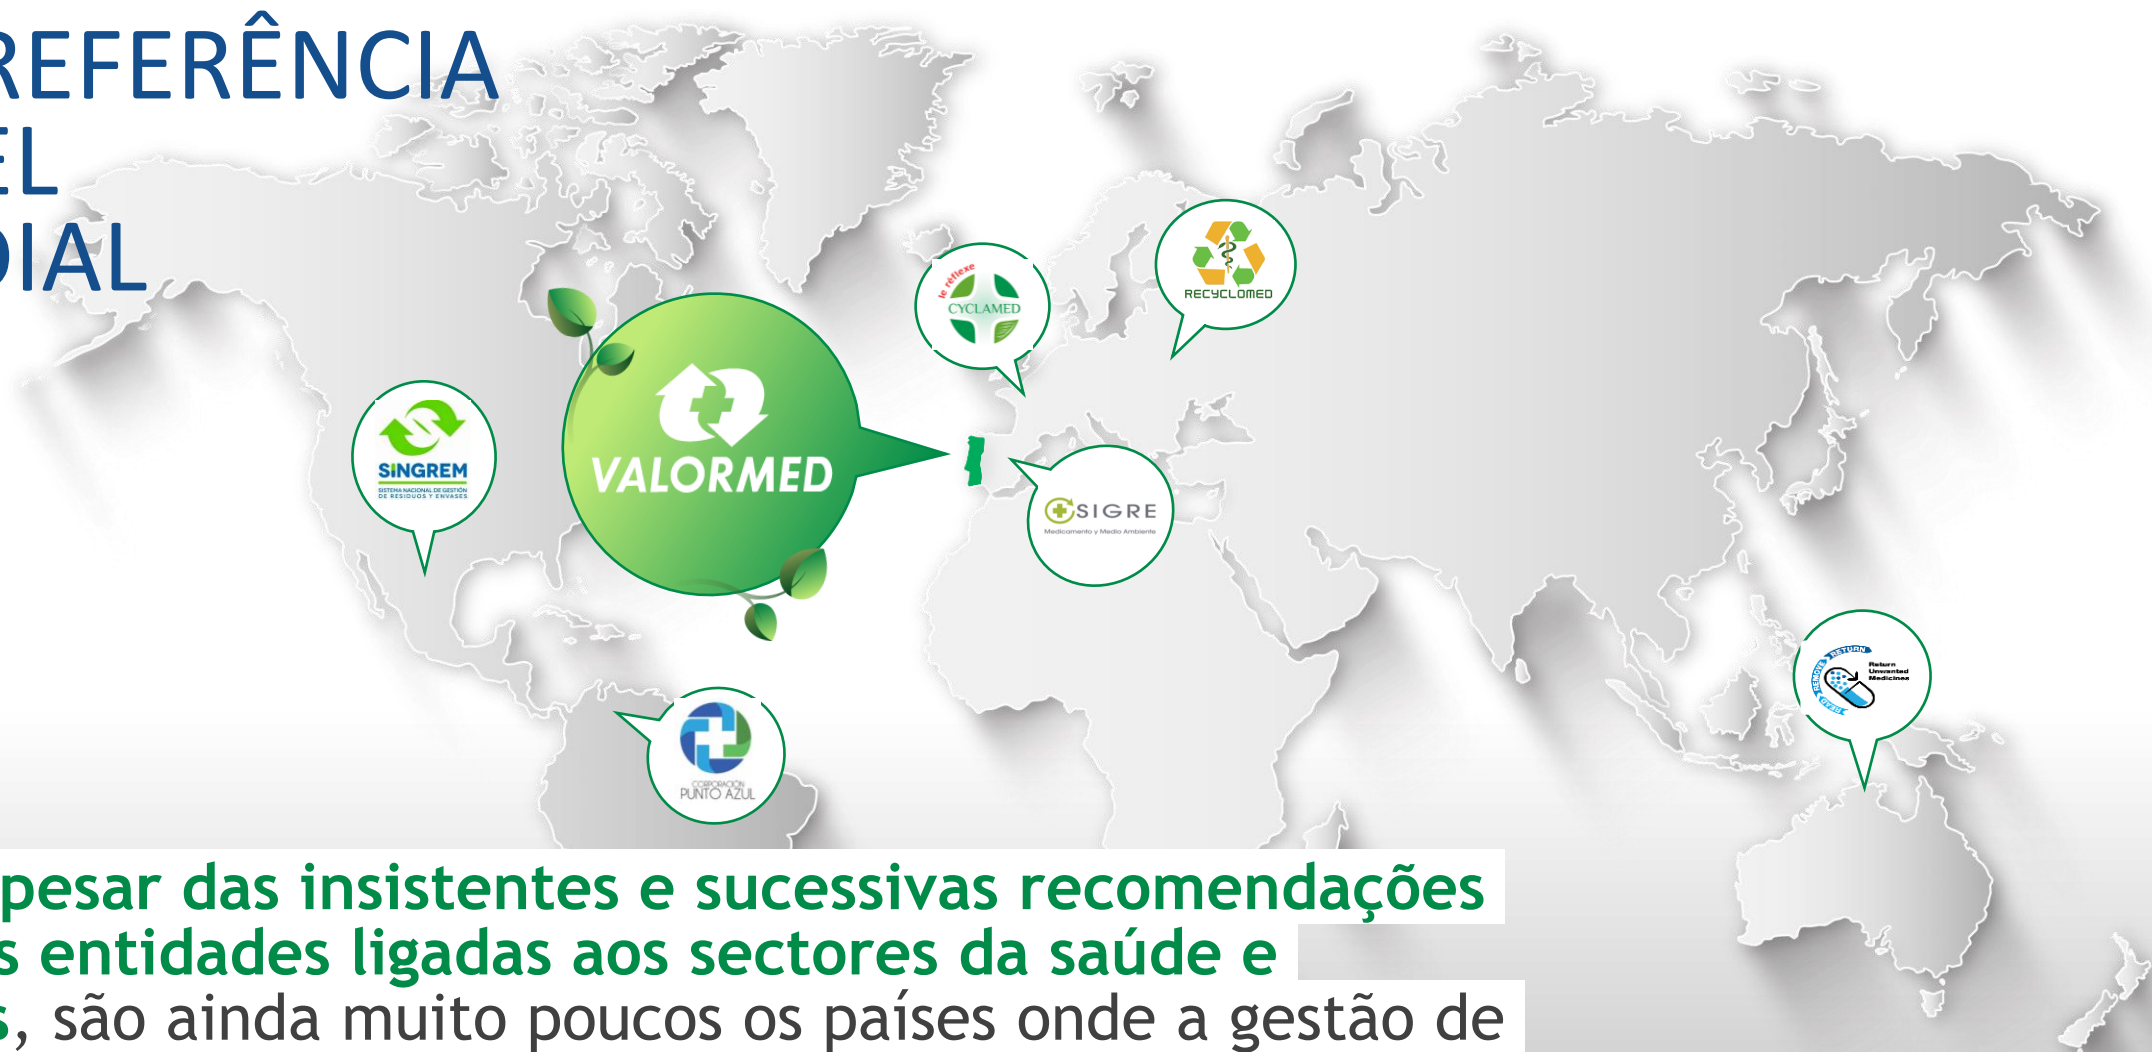 REFERÊNCIA
EL
DIAL
le réflexe
CYCLAMED
RECYCLOMED
VALORMED
SINGREM
SISTEMA NACIONAL DE GESTIÓN
DE RESIDUOS Y ENVASES
SIGRE
Medicamento y Medio Ambiente
READ
REMOVE
RETURN
Return
Unwanted
Medicines
CORPORACIÓN
PUNTO AZUL
pesar das insistentes e sucessivas recomendações
s entidades ligadas aos sectores da saúde e
s, são ainda muito poucos os países onde a gestão de